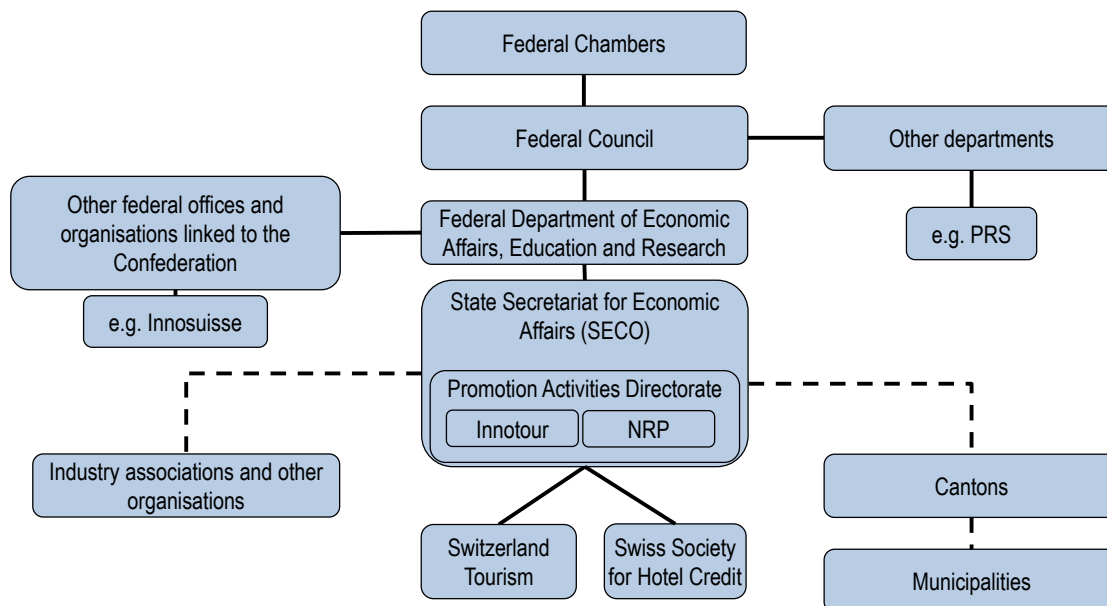 Federal Chambers
Federal Council
Other departments
Other federal offices and
organisations linked to the
Confederation
Federal Department of Economic
Affairs, Education and Research
e.g. PRS
e.g. Innosuisse
State Secretariat for Economic
Affairs (SECO)
Promotion Activities Directorate
Innotour
NRP
Industry associations and other
organisations
Cantons
Switzerland
Tourism
Swiss Society
for Hotel Credit
Municipalities